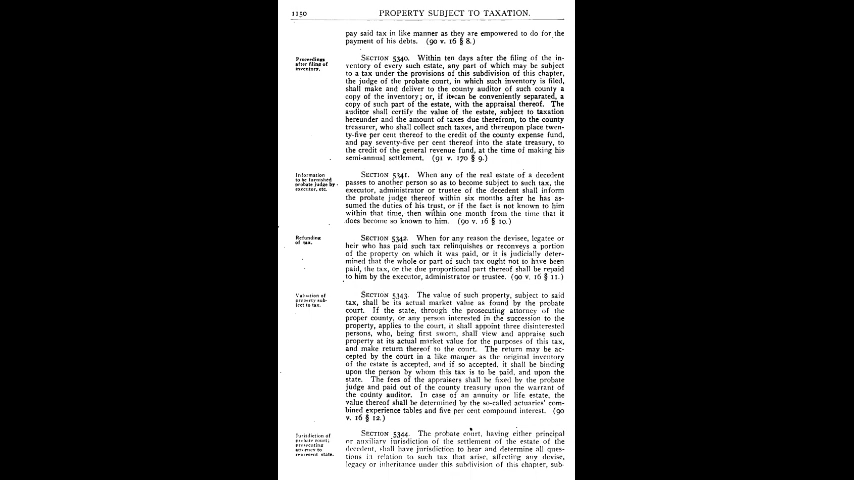 1150
PROPERTY SUBJECT TO TAXATION.
pay said tax in like manner as they are empowered to do for the
payment of his debts. (90 v. 16 § 8.)
Proceedings
after filing of
inventory.
SECTION 5340. Within ten days after the filing of the in-
ventory of every such estate, any part of which may be subject
to a tax under the provisions of this subdivision of this chapter,
the judge of the probate court, in which such inventory is filed,
shall make and deliver to the county auditor of such county a
copy of the inventory; or, if it can be conveniently separated, a
copy of such part of the estate, with the appraisal thereof. The
auditor shall certify the value of the estate, subject to taxation
hereunder and the amount of taxes due therefrom, to the county
treasurer, who shall collect such taxes, and thereupon place twen-
ty-five per cent thereof to the credit of the county expense fund,
and pay seventy-five per cent thereof into the state treasury, to
the credit of the general revenue fund, at the time of making his
semi-annual settlement. (91 v. 170 § 9.)
Information
to be furnished
probate judge by
executor, etc.
SECTION 5341. When any of the real estate of a decedent
passes to another person so as to become subject to such tax, the
executor, administrator or trustee of the decedent shall inform
the probate judge thereof within six months after he has as-
sumed the duties of his trust, or if the fact is not known to him
within that time, then within one month from the time that it
does become so known to him. (90 v. 16 § 10.)
Refunding
of tax.
SECTION 5342. When for any reason the devisee, legatee or
heir who has paid such tax relinquishes or reconveys a portion
of the property on which it was paid, or it is judicially deter-
mined that the whole or part of such tax ought not to have been
paid, the tax, or the due proportional part thereof shall be repaid
to him by the executor, administrator or trustee. (90 v. 16 § 11.)
Valuation of
property sub-
ject to tax.
SECTION 5343. The value of such property, subject to said
tax, shall be its actual market value as found by the probate
court. If the state, through the prosecuting attorney of the
proper county, or any person interested in the succession to the
property, applies to the court, it shall appoint three disinterested
persons, who, being first sworn, shall view and appraise such
property at its actual market value for the purposes of this tax,
and make return thereof to the court. The return may be ac-
cepted by the court in a like manner as the original inventory
of the estate is accepted, and if so accepted, it shall be binding
upon the person by whom this tax is to be paid, and upon the
state. The fees of the appraisers shall be fixed by the probate
judge and paid out of the county treasury upon the warrant of
the county auditor. In case of an annuity or life estate, the
value thereof shall be determined by the so-called actuaries' com-
bined experience tables and five per cent compound interest. (90
v. 16 § 12.)
Jurisdiction of
probate court;
prosecuting
attorney to
represent state.
SECTION 5344. The probate court, having either principal
or auxiliary jurisdiction of the settlement of the estate of the
decedent, shall have jurisdiction to hear and determine all ques-
tions in relation to such tax that arise, affecting any devise,
legacy or inheritance under this subdivision of this chapter, sub-